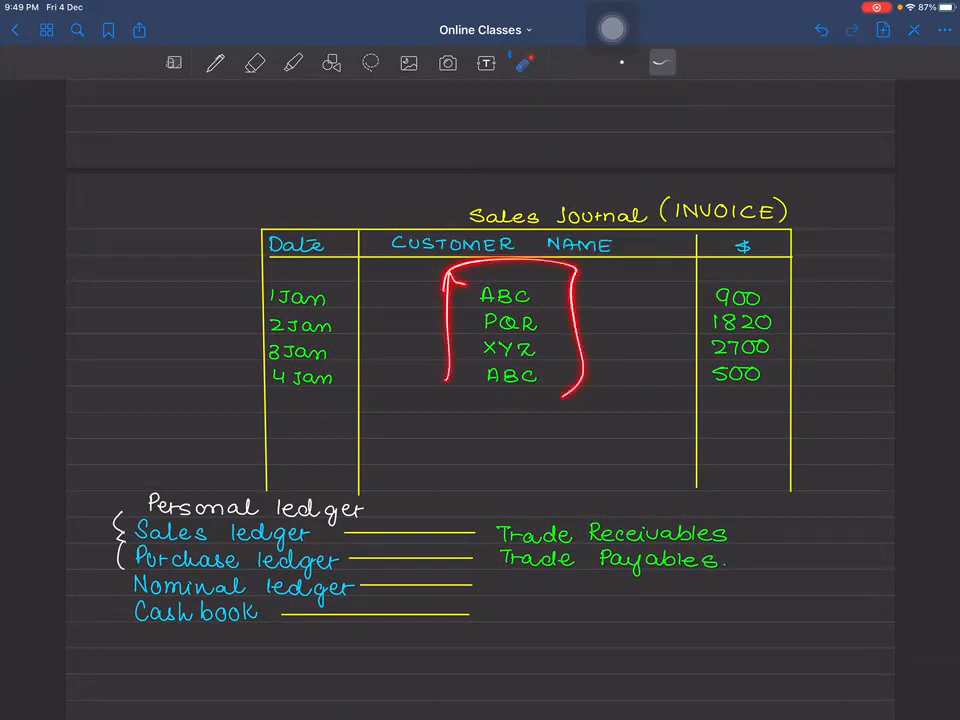 9:49 PM Fri 4 Dec 87%
Online Classes
Sales Journal (INVOICE)
Date CUSTOMER NAME $
1 Jan ABC 900
2 Jan PQR 1820
3 Jan XYZ 2700
4 Jan ABC 500
Personal ledger
Sales ledger Trade Receivables
Purchase ledger Trade Payables.
Nominal ledger
Cash book